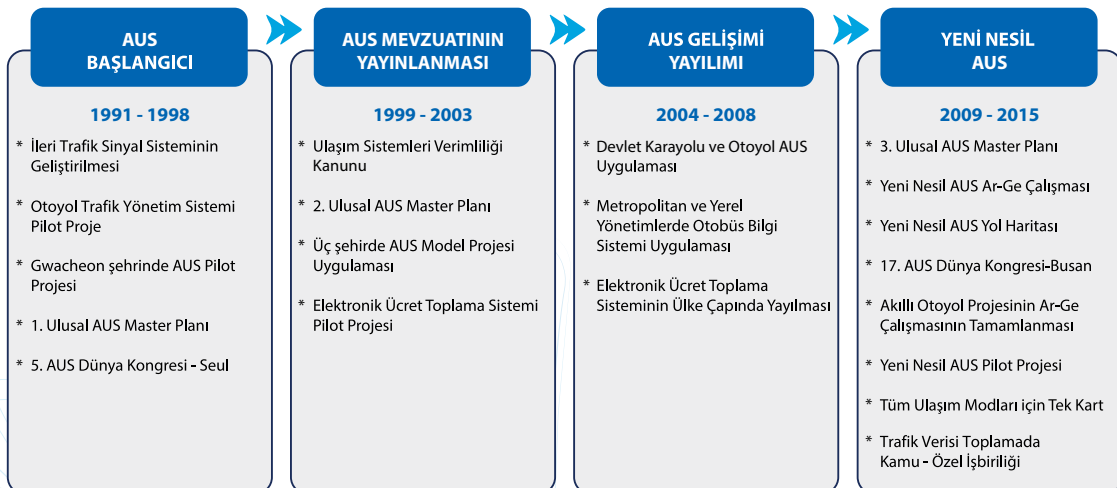 AUS
BAŞLANGICI
1991 - 1998
* İleri Trafik Sinyal Sisteminin
Geliştirilmesi
* Otoyol Trafik Yönetim Sistemi
Pilot Proje
* Gwacheon şehrinde AUS Pilot
Projesi
* 1. Ulusal AUS Master Planı
* 5. AUS Dünya Kongresi - Seul
AUS MEVZUATININ
YAYINLANMASI
1999 - 2003
* Ulaşım Sistemleri Verimliliği
Kanunu
* 2. Ulusal AUS Master Planı
* Üç şehirde AUS Model Projesi
Uygulaması
* Elektronik Ücret Toplama Sistemi
Pilot Projesi
AUS GELİŞİMİ
YAYILIMI
2004 - 2008
* Devlet Karayolu ve Otoyol AUS
Uygulaması
* Metropolitan ve Yerel
Yönetimlerde Otobüs Bilgi
Sistemi Uygulaması
* Elektronik Ücret Toplama
Sisteminin Ülke Çapında Yayılması
YENİ NESİL
AUS
2009 - 2015
* 3. Ulusal AUS Master Planı
* Yeni Nesil AUS Ar-Ge Çalışması
* Yeni Nesil AUS Yol Haritası
* 17. AUS Dünya Kongresi-Busan
* Akıllı Otoyol Projesinin Ar-Ge
Çalışmasının Tamamlanması
* Yeni Nesil AUS Pilot Projesi
* Tüm Ulaşım Modları için Tek Kart
* Trafik Verisi Toplamada
Kamu - Özel İşbiriliği